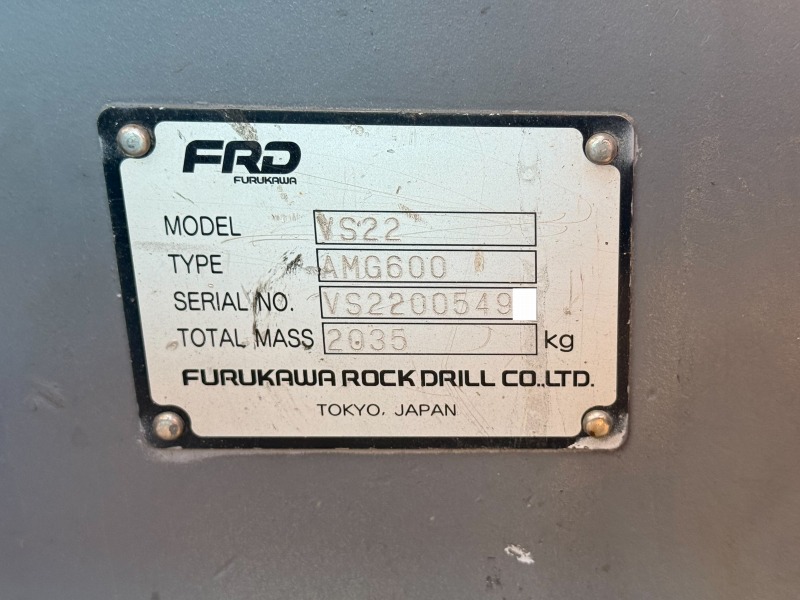 FRD
FURUKAWA
MODEL VS22
TYPE AMG600
SERIAL NO. VS2200549
TOTAL MASS 2035 kg
FURUKAWA ROCK DRILL CO.,LTD.
TOKYO, JAPAN